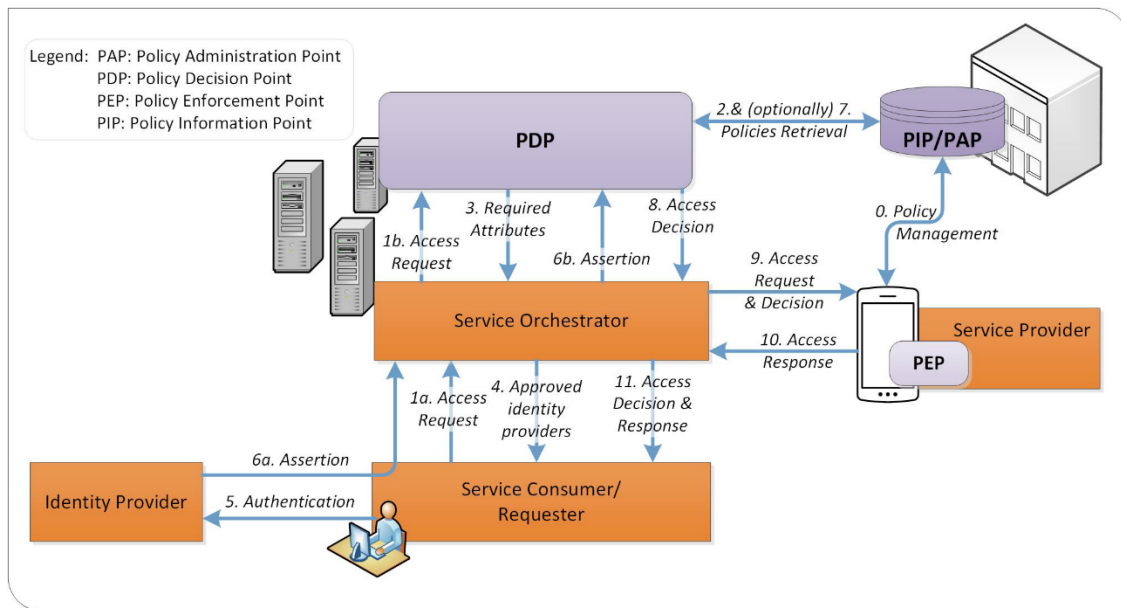 Legend: PAP: Policy Administration Point
PDP: Policy Decision Point
PEP: Policy Enforcement Point
PIP: Policy Information Point
PDP
2.& (optionally) 7.
Policies Retrieval
PIP/PAP
0. Policy
Management
1b. Access
Request
3. Required
Attributes
6b. Assertion
8. Access
Decision
9. Access
Request
& Decision
Service Orchestrator
10. Access
Response
Service Provider
PEP
1a. Access
Request
4. Approved
identity
providers
11. Access
Decision &
Response
6a. Assertion
Identity Provider
5. Authentication
Service Consumer/
Requester